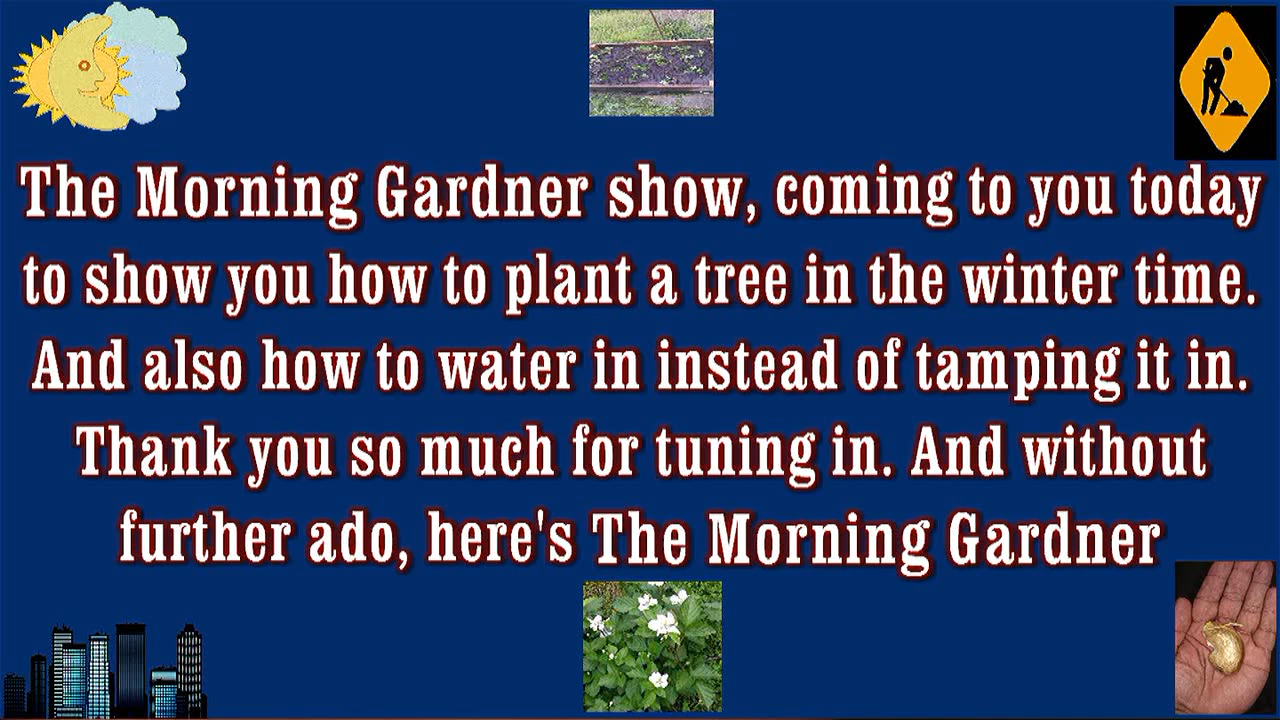 The Morning Gardner show, coming to you today
to show you how to plant a tree in the winter time.
And also how to water in instead of tamping it in.
Thank you so much for tuning in. And without
further ado, here's The Morning Gardner